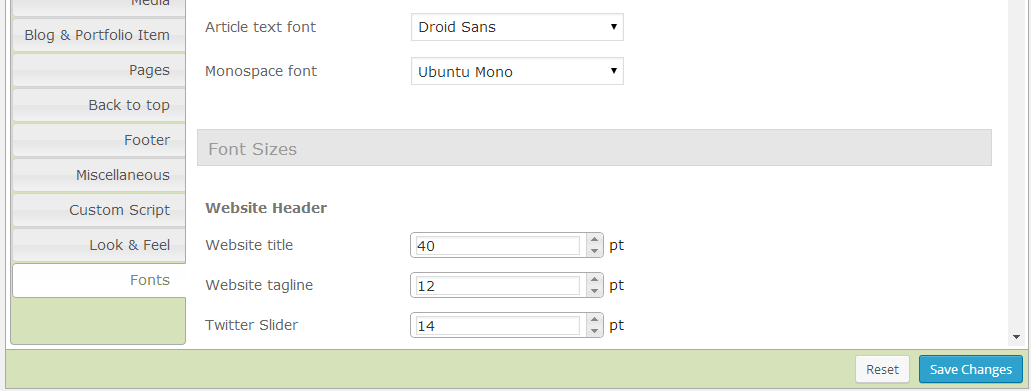 Media
Blog & Portfolio Item
Pages
Back to top
Footer
Miscellaneous
Custom Script
Look & Feel
Fonts
Article text font Droid Sans
Monospace font Ubuntu Mono
Font Sizes
Website Header
Website title 40 pt
Website tagline 12 pt
Twitter Slider 14 pt
Reset Save Changes